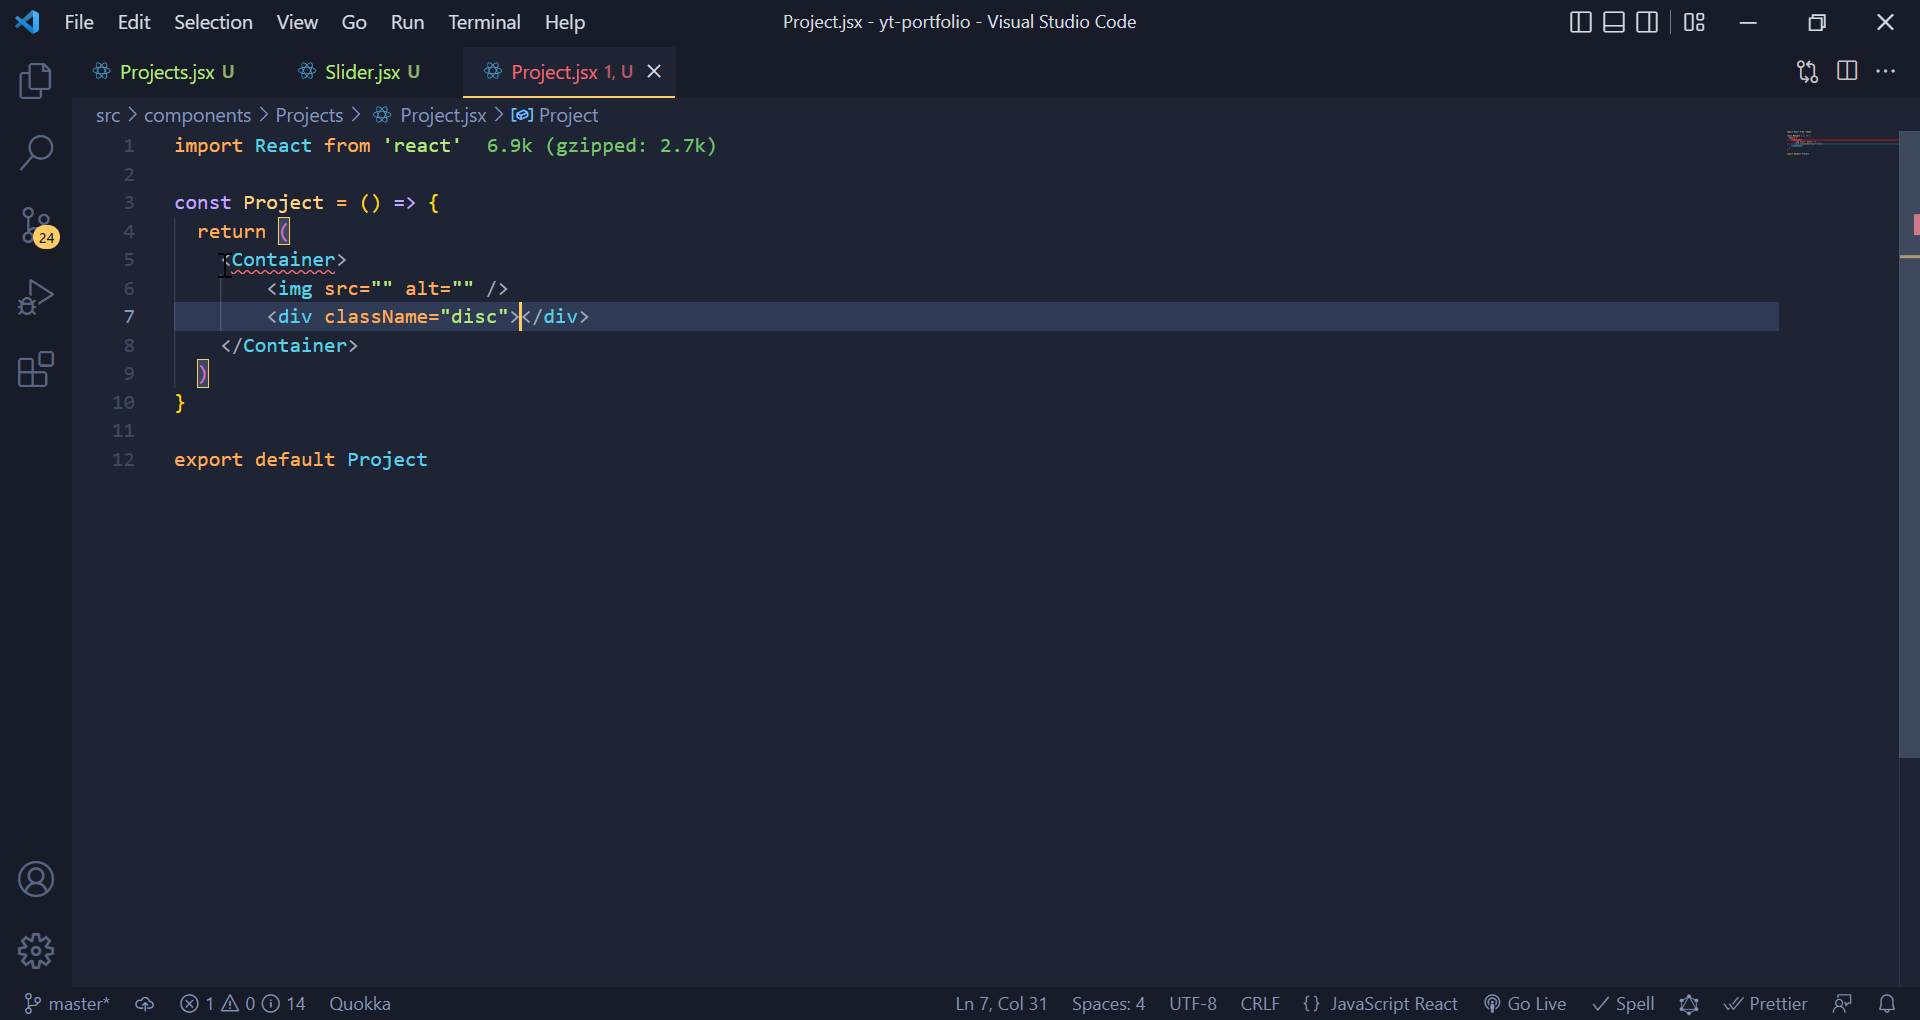 File Edit Selection View Go Run Terminal Help Project.jsx - yt-portfolio - Visual Studio Code
Projects.jsx U Slider.jsx U Project.jsx 1, U
src > components > Projects > Project.jsx > Project
1 import React from 'react' 6.9k (gzipped: 2.7k)
2
3 const Project = () => {
4 return (
5 <Container>
6 <img src="" alt="" />
7 <div className="disc"></div>
8 </Container>
9 )
10 }
11
12 export default Project
24
master* 1 0 14 Quokka Ln 7, Col 31 Spaces: 4 UTF-8 CRLF {} JavaScript React Go Live Spell Prettier